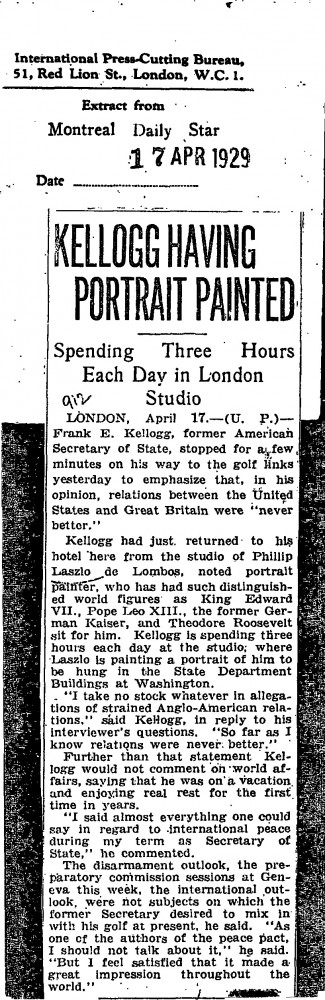 International Press-Cutting Bureau,
51, Red Lion St., London, W.C. 1.
Extract from
Montreal Daily Star
17 APR 1929
Date
KELLOGG HAVING
PORTRAIT PAINTED
Spending Three Hours
Each Day in London
Studio
LONDON, April 17.—(U. P.)—
Frank E. Kellogg, former American
Secretary of State, stopped for a few
minutes on his way to the golf links
yesterday to emphasize that, in his
opinion, relations between the United
States and Great Britain were "never
better."
Kellogg had just returned to his
hotel here from the studio of Phillip
Laszlo de Lombos, noted portrait
painter, who has had such distinguish-
ed world figures as King Edward
VII., Pope Leo XIII., the former Ger-
man Kaiser, and Theodore Roosevelt
sit for him. Kellogg is spending three
hours each day at the studio, where
Laszlo is painting a portrait of him to
be hung in the State Department
Buildings at Washington.
"I take no stock whatever in allega-
tions of strained Anglo-American rela-
tions." said Kellogg, in reply to his
interviewer's questions. "So far as I
know relations were never better."
Further than that statement Kel-
logg would not comment on world af-
fairs, saying that he was on a vacation
and enjoying real rest for the first
time in years.
"I said almost everything one could
say in regard to international peace
during my term as Secretary of
State," he commented.
The disarmament outlook, the pre-
paratory commission sessions at Gen-
eva this week, the international out-
look, were not subjects on which the
former Secretary desired to mix in
with his golf at present, he said. "As
one of the authors of the peace pact,
I should not talk about it," he said.
"But I feel satisfied that it made a
great impression throughout the
world."